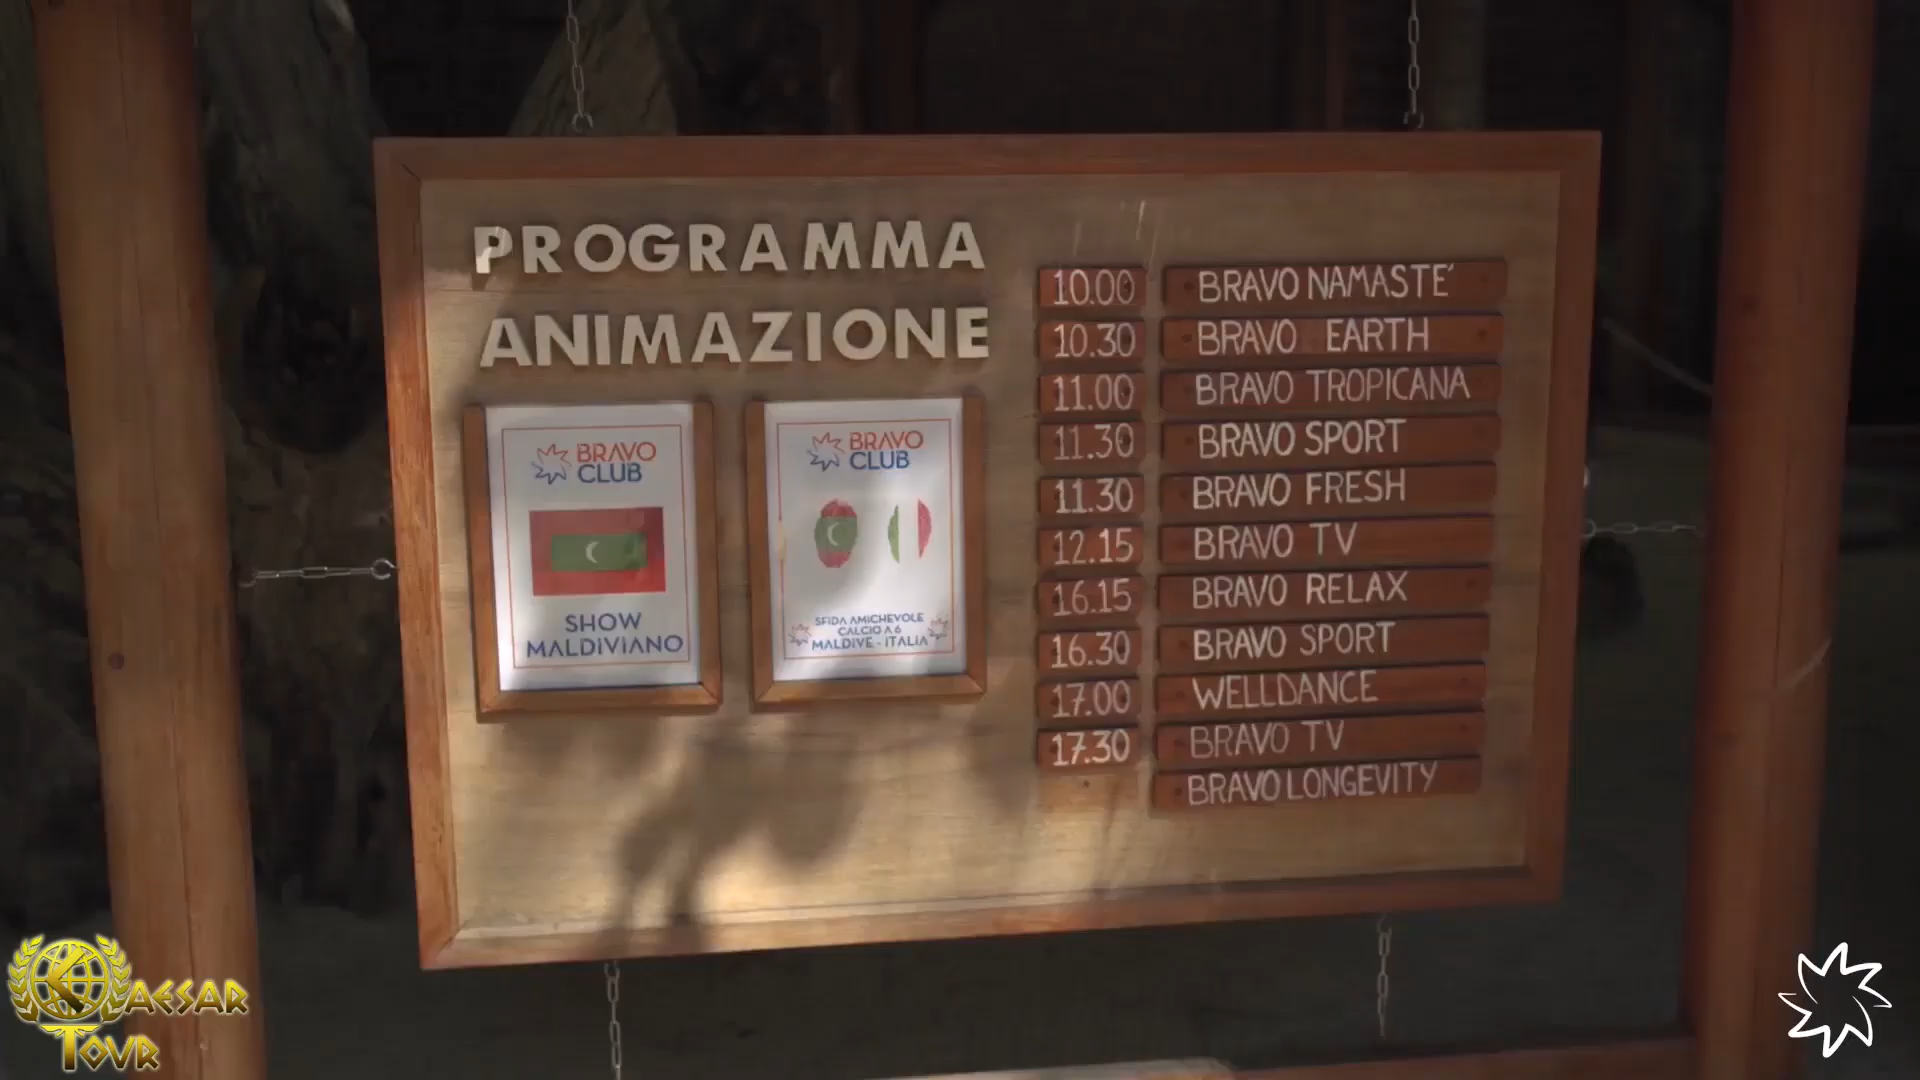 PROGRAMMA
ANIMAZIONE
BRAVO
CLUB
SHOW
MALDIVIANO
BRAVO
CLUB
SFIDA AMICHEVOLE
CALCIO A 6
MALDIVE - ITALIA
10.00 BRAVO NAMASTE'
10.30 BRAVO EARTH
11.00 BRAVO TROPICANA
11.30 BRAVO SPORT
11.30 BRAVO FRESH
12.15 BRAVO TV
16.15 BRAVO RELAX
16.30 BRAVO SPORT
17.00 WELLDANCE
17.30 BRAVO TV
BRAVO LONGEVITY
KAESAR
TOUR